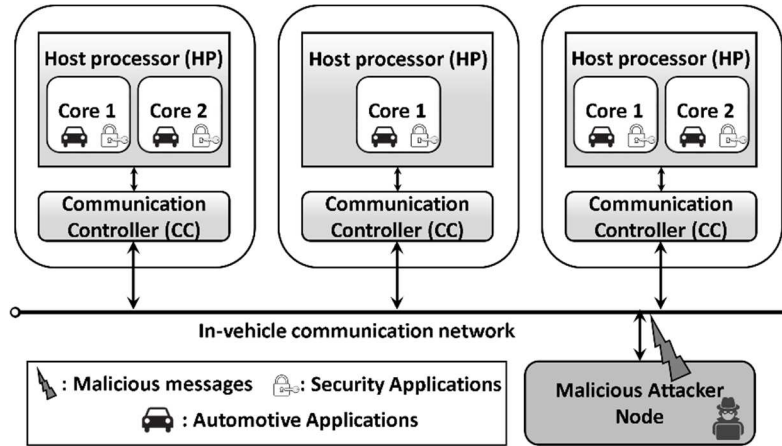 Host processor (HP)
Core 1
Core 2
Communication
Controller (CC)
Host processor (HP)
Core 1
Communication
Controller (CC)
Host processor (HP)
Core 1
Core 2
Communication
Controller (CC)
In-vehicle communication network
: Malicious messages
: Security Applications
: Automotive Applications
Malicious Attacker
Node